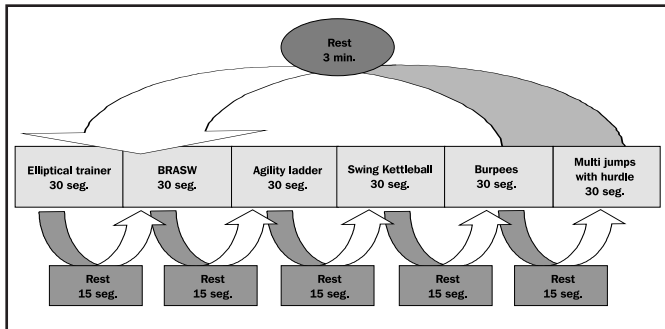 Rest
3 min.
Elliptical trainer
30 seg.
BRASW
30 seg.
Agility ladder
30 seg.
Swing Kettleball
30 seg.
Burpees
30 seg.
Multi jumps
with hurdle
30 seg.
Rest
15 seg.
Rest
15 seg.
Rest
15 seg.
Rest
15 seg.
Rest
15 seg.